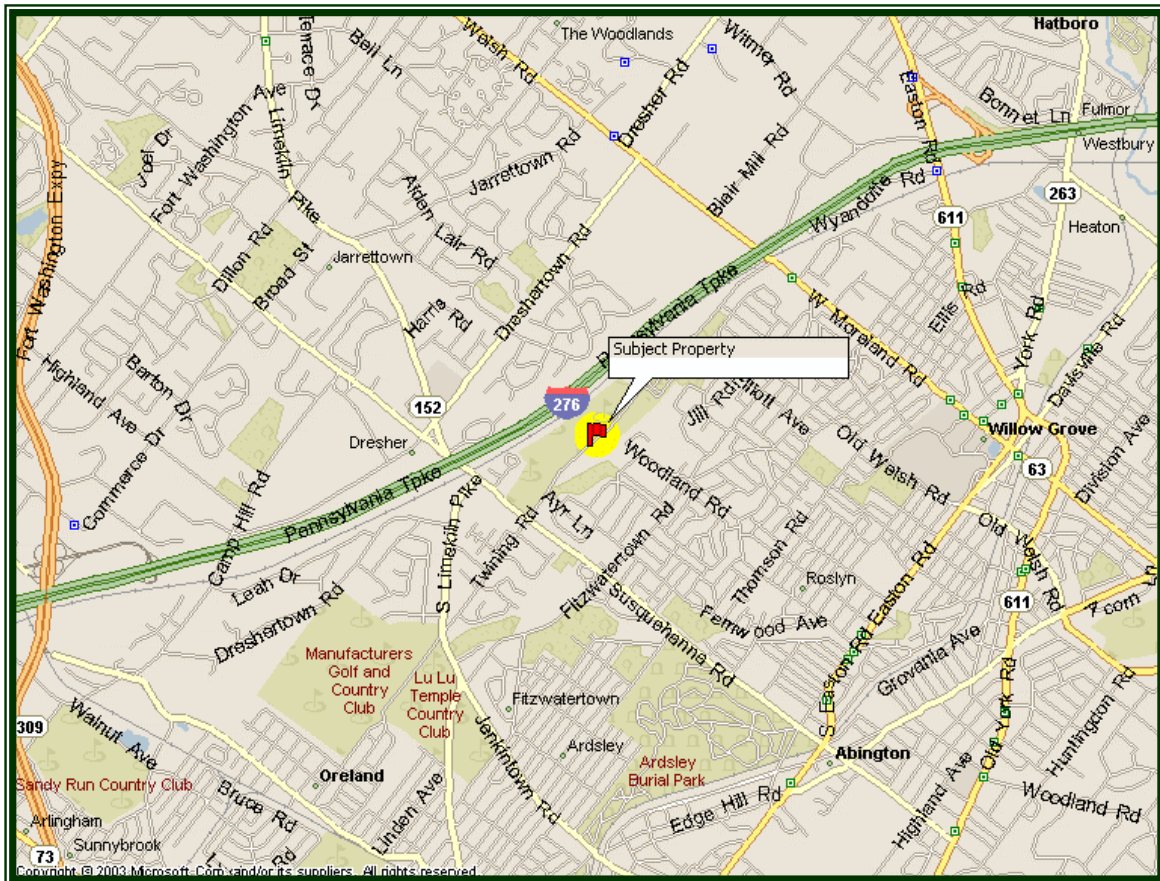 Hatboro
The Woodlands
Terrace Dr
Bell Ln
Welsh Rd
Witmer Rd
Dresher Rd
Easton Rd
Bonnet Ln
Fulmor
Westbury
Fort Washington Ave
Limekiln Pike
Joel Dr
Jarrettown Rd
Blair Mill Rd
Wyandotte Rd
263
611
Heaton
Aiden Lair Rd
Dillon Rd
Broad St
Jarrettown
Fort Washington Expy
Harris Rd
Dreshertown Rd
Pennsylvania Tpke
W Moreland Rd
Ellis Rd
York Rd
Davisville Rd
Subject Property
Highland Ave
Barton Dr
Commerce Dr
152
276
Jill Rd
Old Welsh Rd
Willow Grove
63
Division Ave
Dresher
Woodland Rd
Camp Hill Rd
Pennsylvania Tpke
S Limekiln Pike
Ayr Ln
Twining Rd
Fitzwatertown Rd
Thomson Rd
Old Welsh Rd
Roslyn
Leah Dr
Dreshertown Rd
Susquehanna Rd
S Easton Rd
Easton Rd
611
Acorn Ln
Grovania Ave
Manufacturers
Golf and
Country
Club
Lu Lu
Temple
Country
Club
Fitzwatertown
Jenkintown Rd
Old York Rd
Huntingdon Rd
309
Walnut Ave
Ardsley
Ardsley
Burial Park
Abington
Sandy Run Country Club
Oreland
Bruce Rd
Linden Ave
Edge Hill Rd
Highland Ave
Woodland Rd
Arlingham
Sunnybrook
73
Copyright © 2003 Microsoft Corp. and/or its suppliers. All rights reserved.